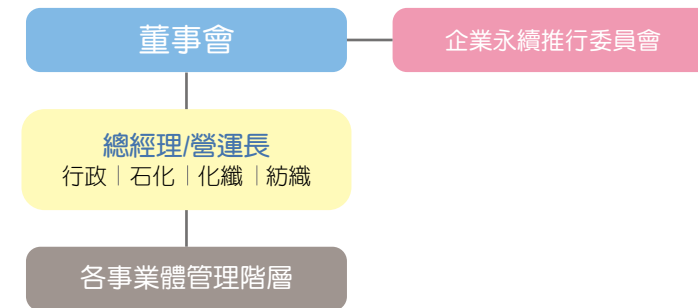 董事會
企業永續推行委員會
總經理/營運長
行政｜石化｜化纖｜紡織
各事業體管理階層